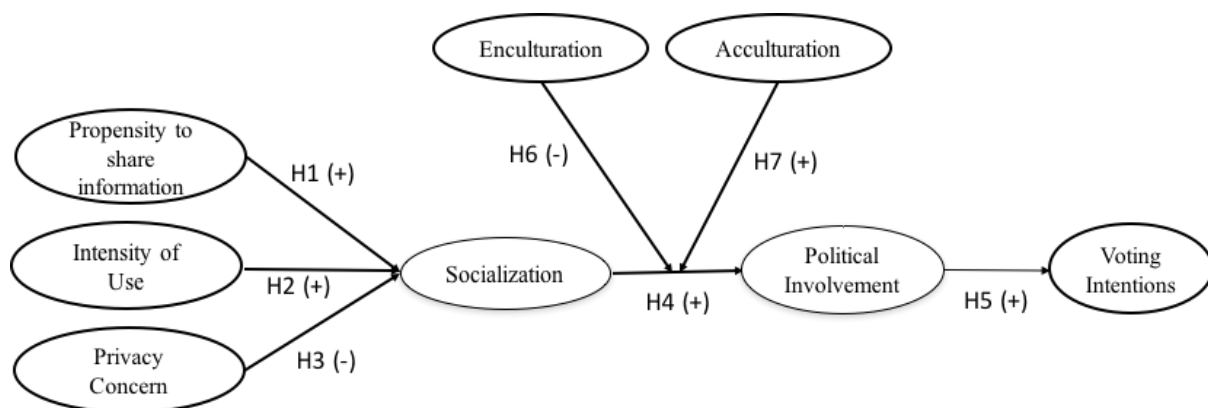 Enculturation
Acculturation
Propensity to
share
information
H1 (+)
H6 (-)
H7 (+)
Intensity of
Use
H2 (+)
Socialization
H4 (+)
Political
Involvement
H5 (+)
Voting
Intentions
Privacy
Concern
H3 (-)